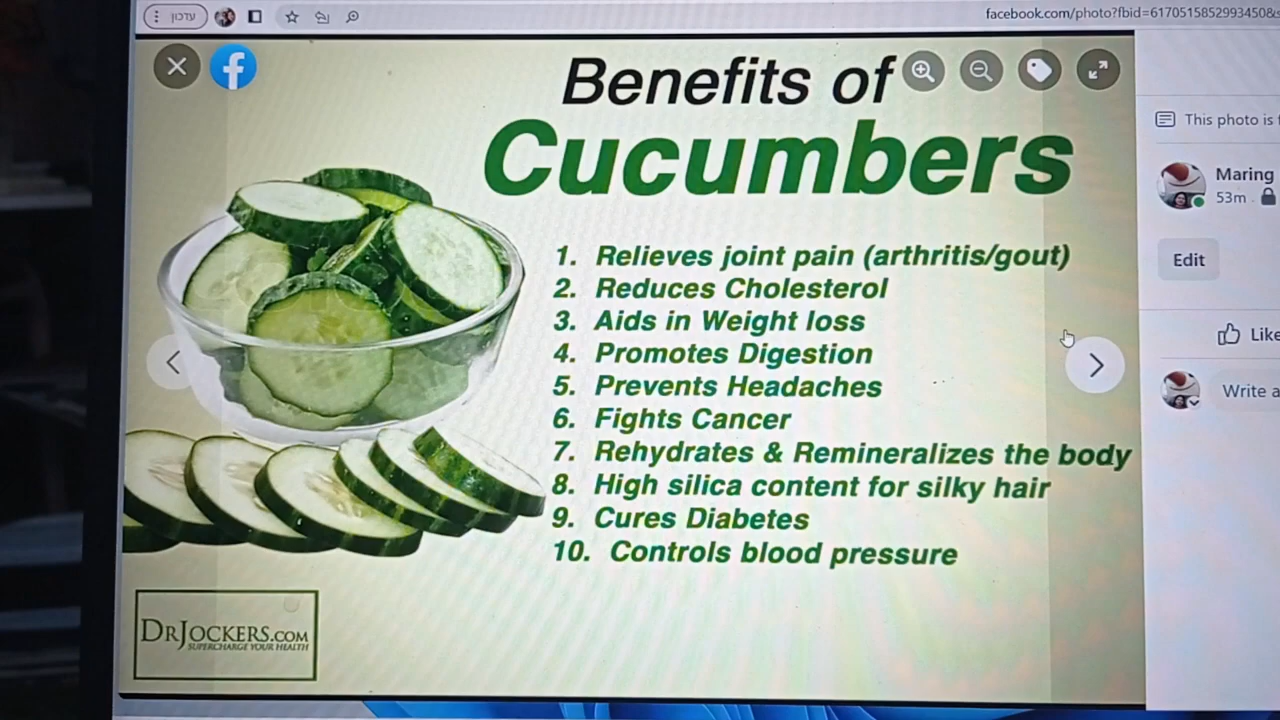 עדכון
facebook.com/photo?fbid=61705158529934508&s
Benefits of
Cucumbers
1. Relieves joint pain (arthritis/gout)
2. Reduces Cholesterol
3. Aids in Weight loss
4. Promotes Digestion
5. Prevents Headaches
6. Fights Cancer
7. Rehydrates & Remineralizes the body
8. High silica content for silky hair
9. Cures Diabetes
10. Controls blood pressure
DRJOCKERS.COM
SUPERCHARGE YOUR HEALTH
This photo is f
Maring
53m
Edit
Like
Write a